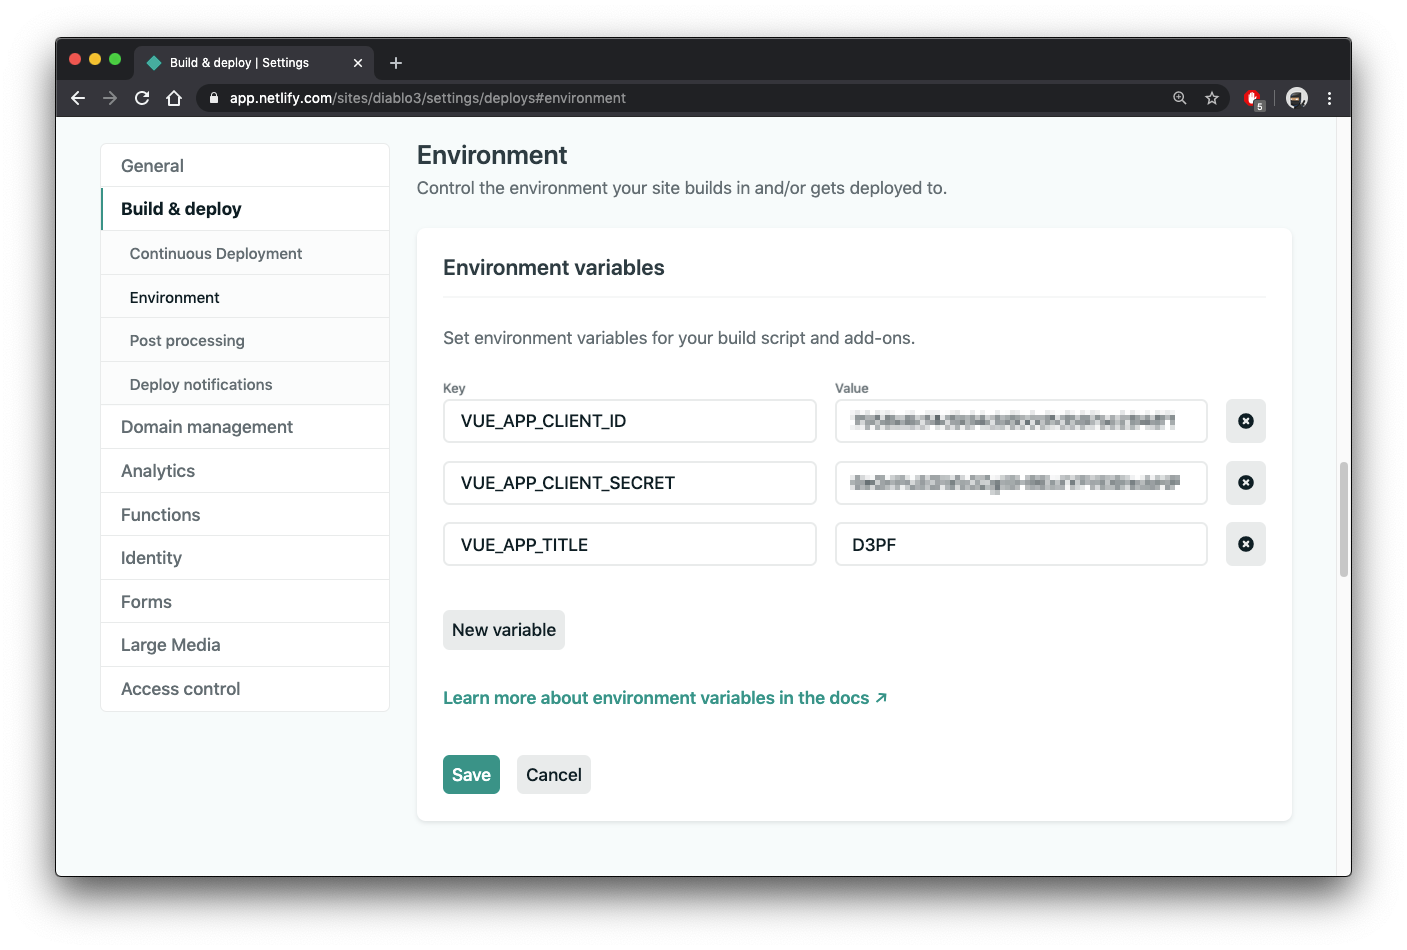 Build & deploy | Settings
app.netlify.com/sites/diablo3/settings/deploys#environment
5
General
Build & deploy
Continuous Deployment
Environment
Post processing
Deploy notifications
Domain management
Analytics
Functions
Identity
Forms
Large Media
Access control
Environment
Control the environment your site builds in and/or gets deployed to.
Environment variables
Set environment variables for your build script and add-ons.
Key Value
VUE_APP_CLIENT_ID
VUE_APP_CLIENT_SECRET
VUE_APP_TITLE D3PF
New variable
Learn more about environment variables in the docs
Save Cancel